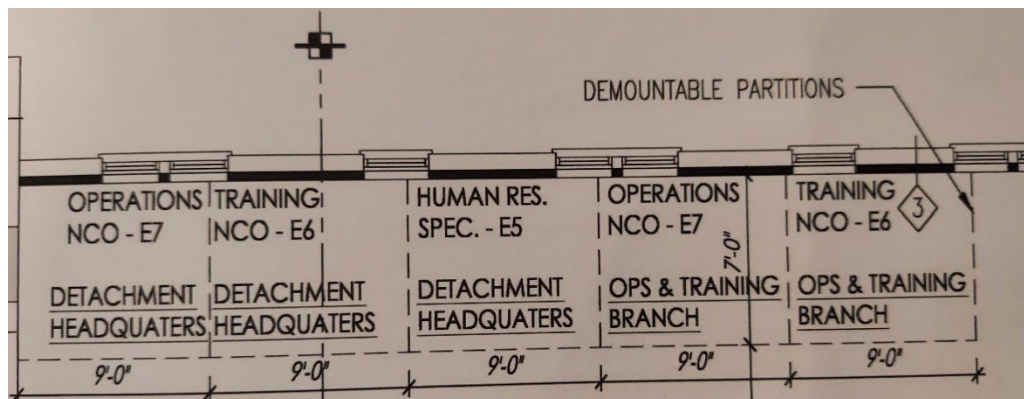 DEMOUNTABLE PARTITIONS
OPERATIONS
NCO - E7
DETACHMENT
HEADQUATERS
TRAINING
NCO - E6
DETACHMENT
HEADQUATERS
HUMAN RES.
SPEC. - E5
DETACHMENT
HEADQUATERS
OPERATIONS
NCO - E7
OPS & TRAINING
BRANCH
7'-0"
TRAINING
NCO - E6
3
OPS & TRAINING
BRANCH
9'-0"
9'-0"
9'-0"
9'-0"
9'-0"